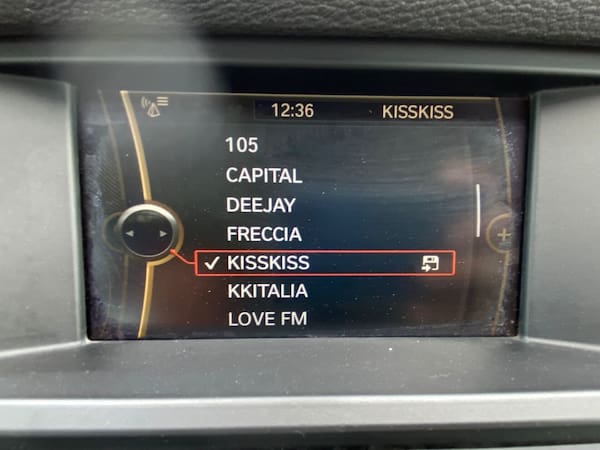 12:36 KISSKISS
105
CAPITAL
DEEJAY
FRECCIA
KISSKISS
KKITALIA
LOVE FM